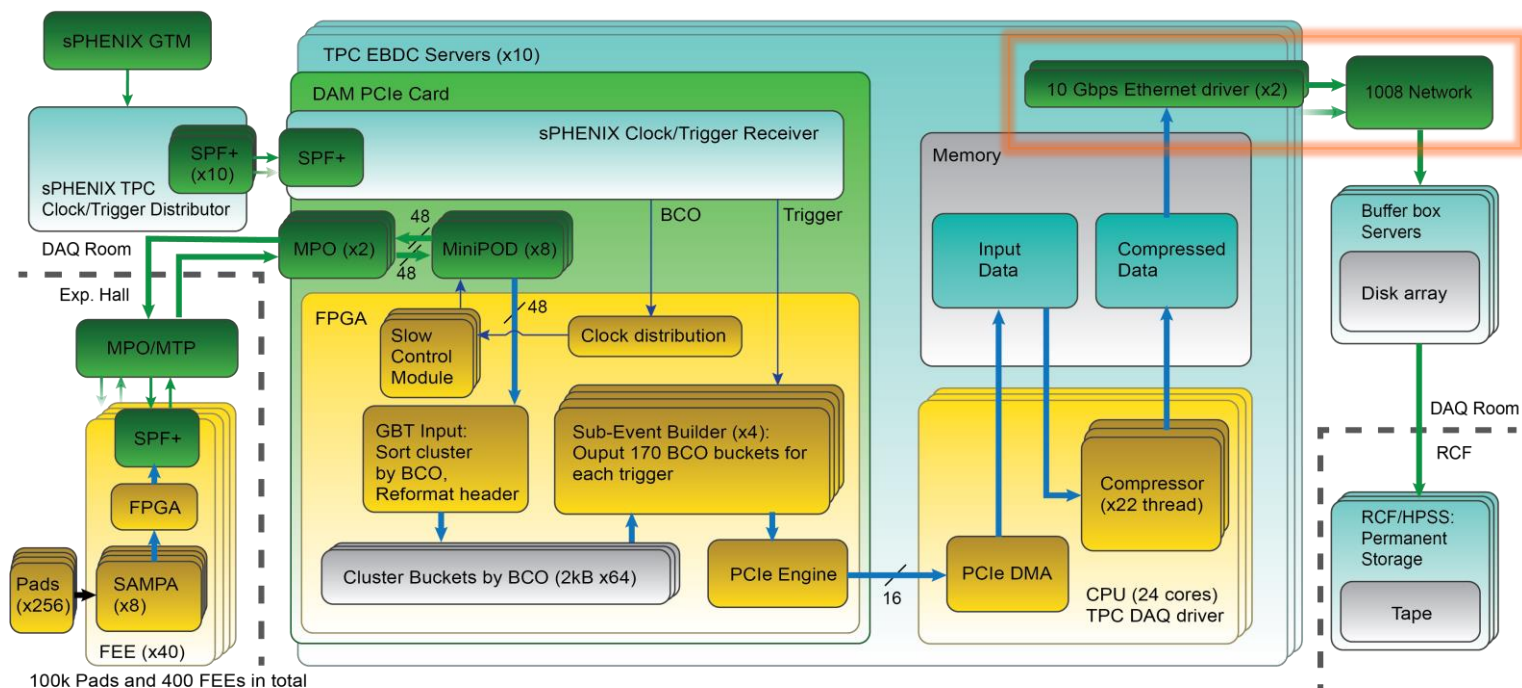 sPHENIX GTM
SPF+
(x10)
sPHENIX TPC
Clock/Trigger Distributor
DAQ Room
Exp. Hall
MPO/MTP
SPF+
FPGA
Pads
(x256)
SAMPA
(x8)
FEE (x40)
100k Pads and 400 FEEs in total
TPC EBDC Servers (x10)
DAM PCIe Card
sPHENIX Clock/Trigger Receiver
SPF+
BCO
Trigger
MPO (x2)
48
48
MiniPOD (x8)
48
FPGA
Slow
Control
Module
Clock distribution
GBT Input:
Sort cluster
by BCO,
Reformat header
Sub-Event Builder (x4):
Ouput 170 BCO buckets for
each trigger
Cluster Buckets by BCO (2kB x64)
PCIe Engine
16
10 Gbps Ethernet driver (x2)
Memory
Input
Data
Compressed
Data
Compressor
(x22 thread)
PCIe DMA
CPU (24 cores)
TPC DAQ driver
1008 Network
Buffer box
Servers
Disk array
DAQ Room
RCF
RCF/HPSS:
Permanent
Storage
Tape